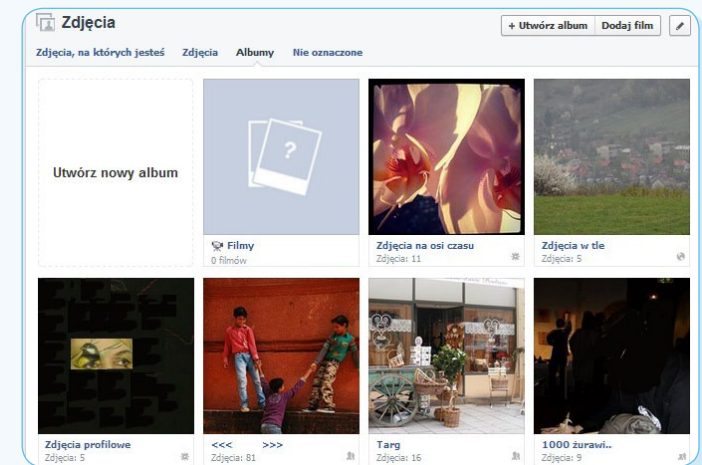 Zdjęcia
+ Utwórz album Dodaj film
Zdjęcia, na których jesteś Zdjęcia Albumy Nie oznaczone
Utwórz nowy album
?
Filmy
0 filmów
Zdjęcia na osi czasu
Zdjęcia: 11
Zdjęcia w tle
Zdjęcia: 5
Zdjęcia profilowe
Zdjęcia: 5
<<< >>>
Zdjęcia: 81
Targ
Zdjęcia: 16
1000 żurawi..
Zdjęcia: 9